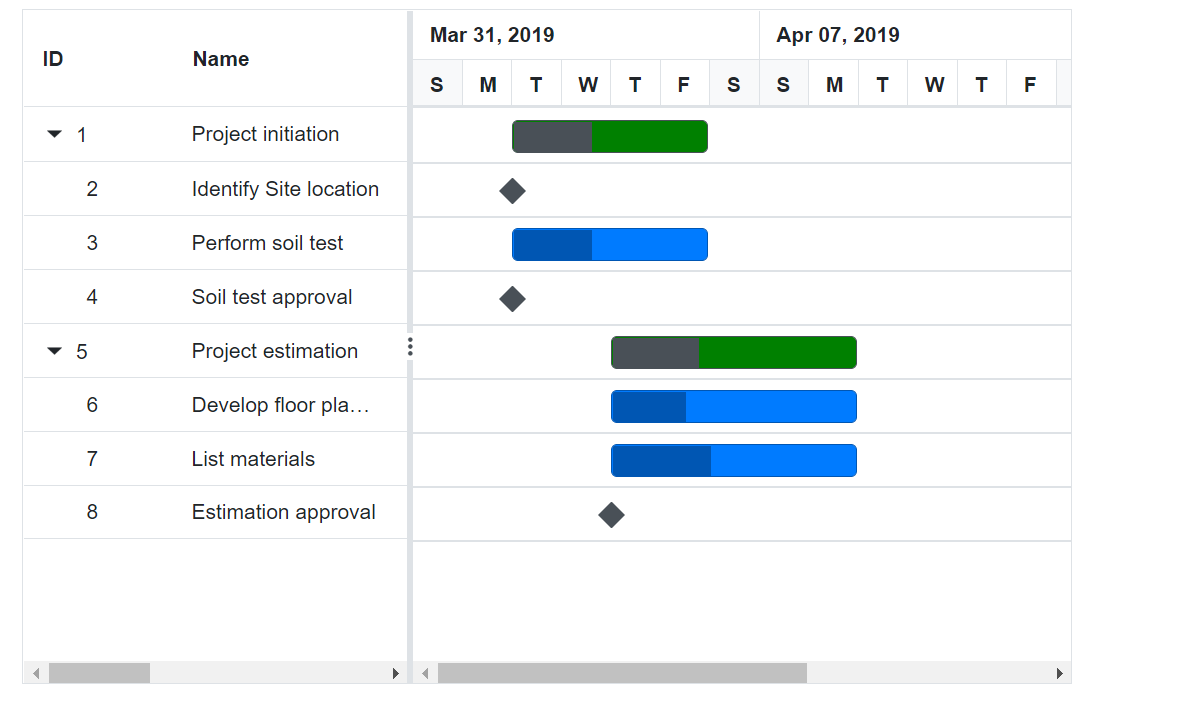 ID Name Mar 31, 2019 Apr 07, 2019
S M T W T F S S M T W T F
1 Project initiation
2 Identify Site location
3 Perform soil test
4 Soil test approval
5 Project estimation
6 Develop floor pla…
7 List materials
8 Estimation approval